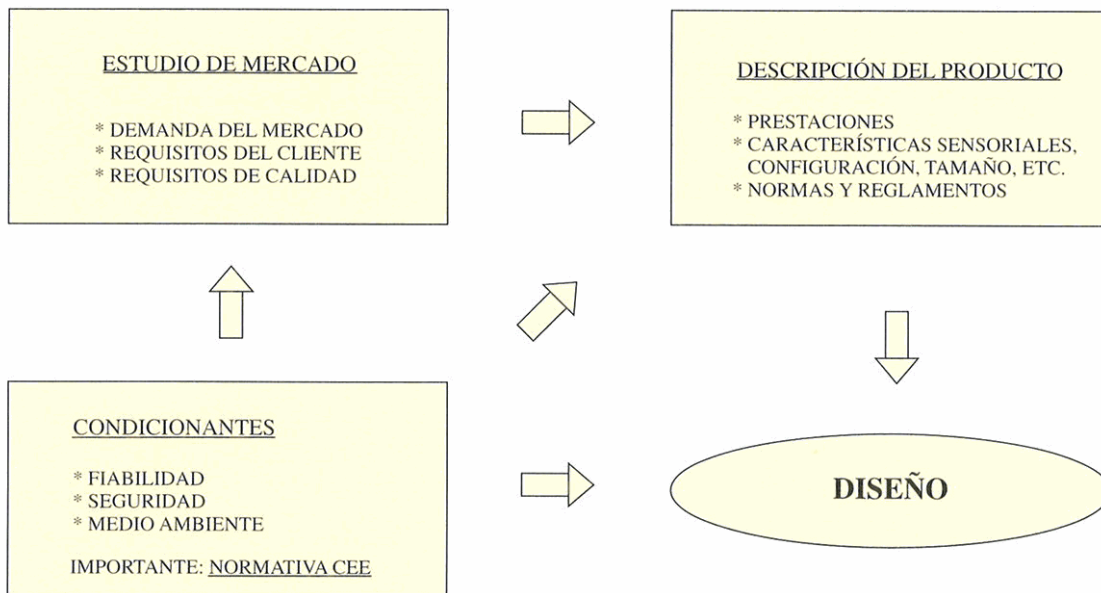 ESTUDIO DE MERCADO
* DEMANDA DEL MERCADO
* REQUISITOS DEL CLIENTE
* REQUISITOS DE CALIDAD
DESCRIPCIÓN DEL PRODUCTO
* PRESTACIONES
* CARACTERÍSTICAS SENSORIALES,
CONFIGURACIÓN, TAMAÑO, ETC.
* NORMAS Y REGLAMENTOS
CONDICIONANTES
* FIABILIDAD
* SEGURIDAD
* MEDIO AMBIENTE
IMPORTANTE: NORMATIVA CEE
DISEÑO